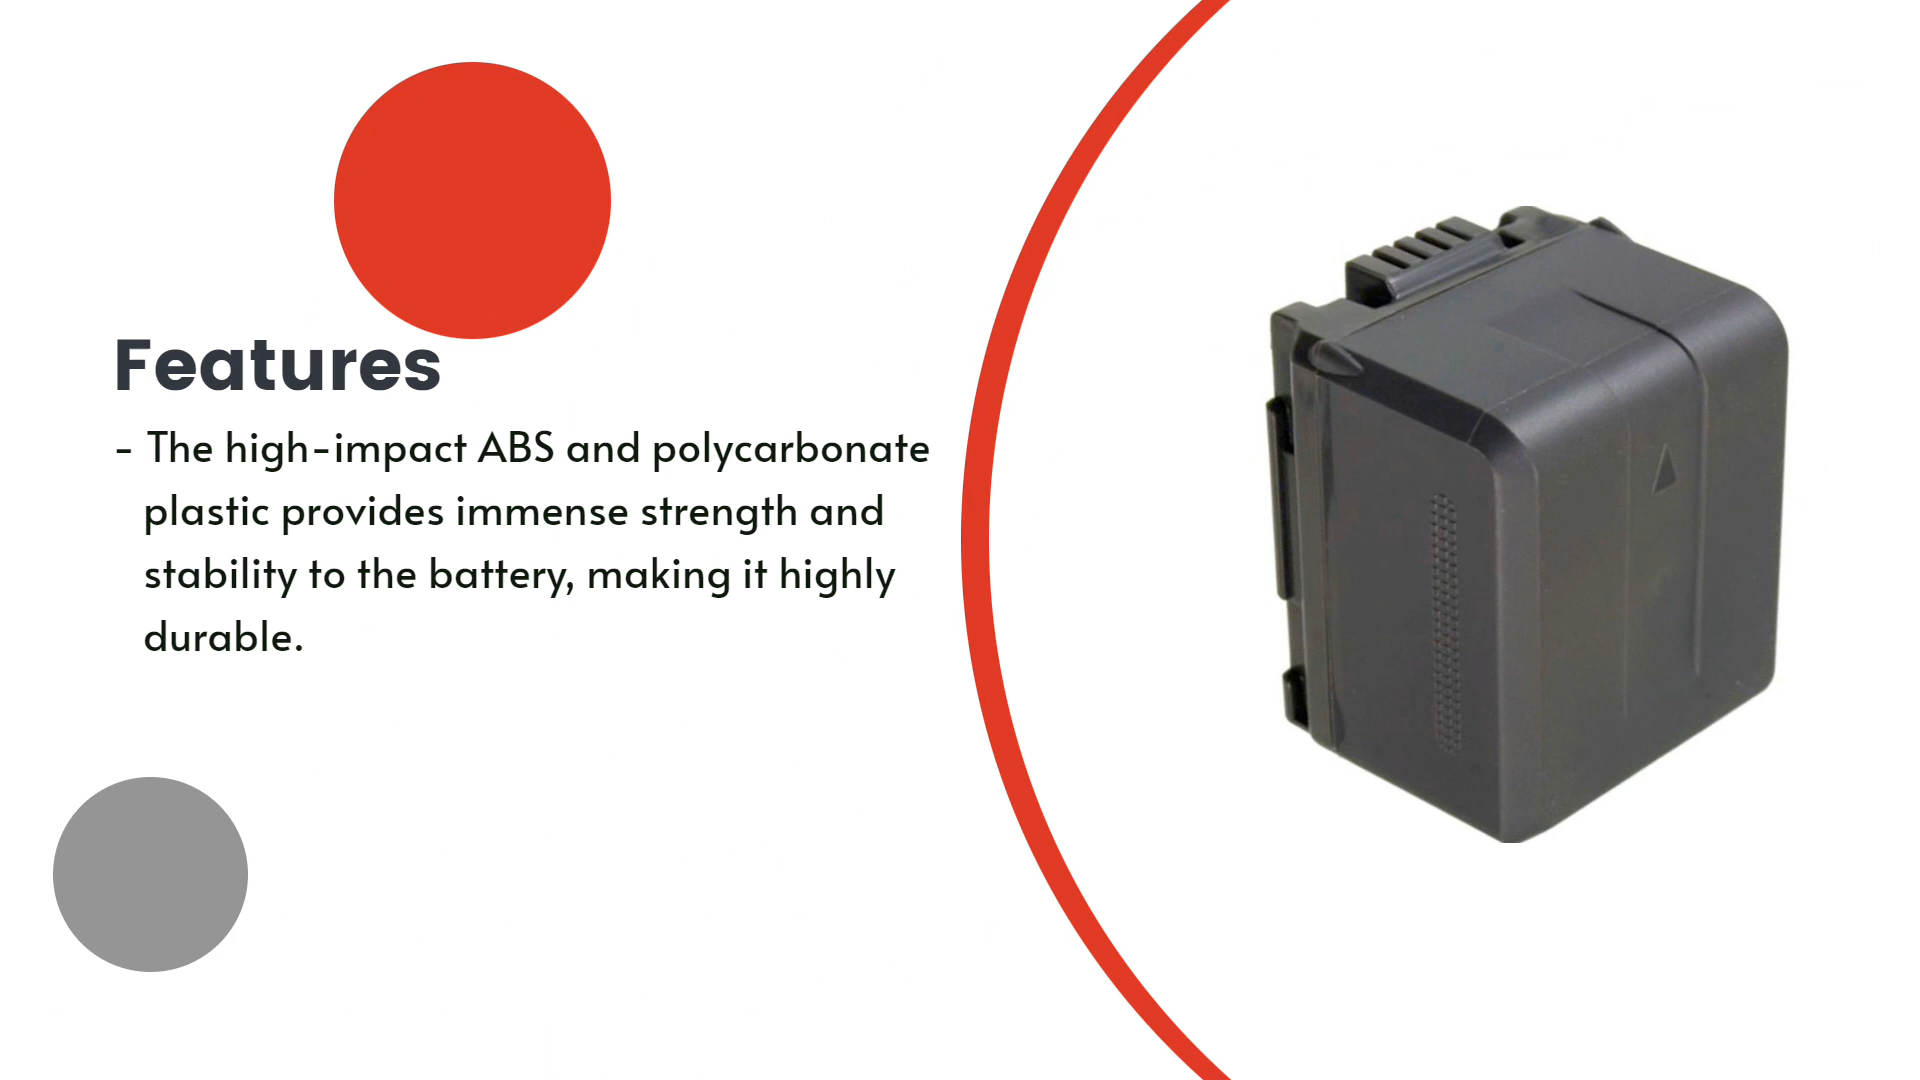 Features
- The high-impact ABS and polycarbonate
plastic provides immense strength and
stability to the battery, making it highly
durable.